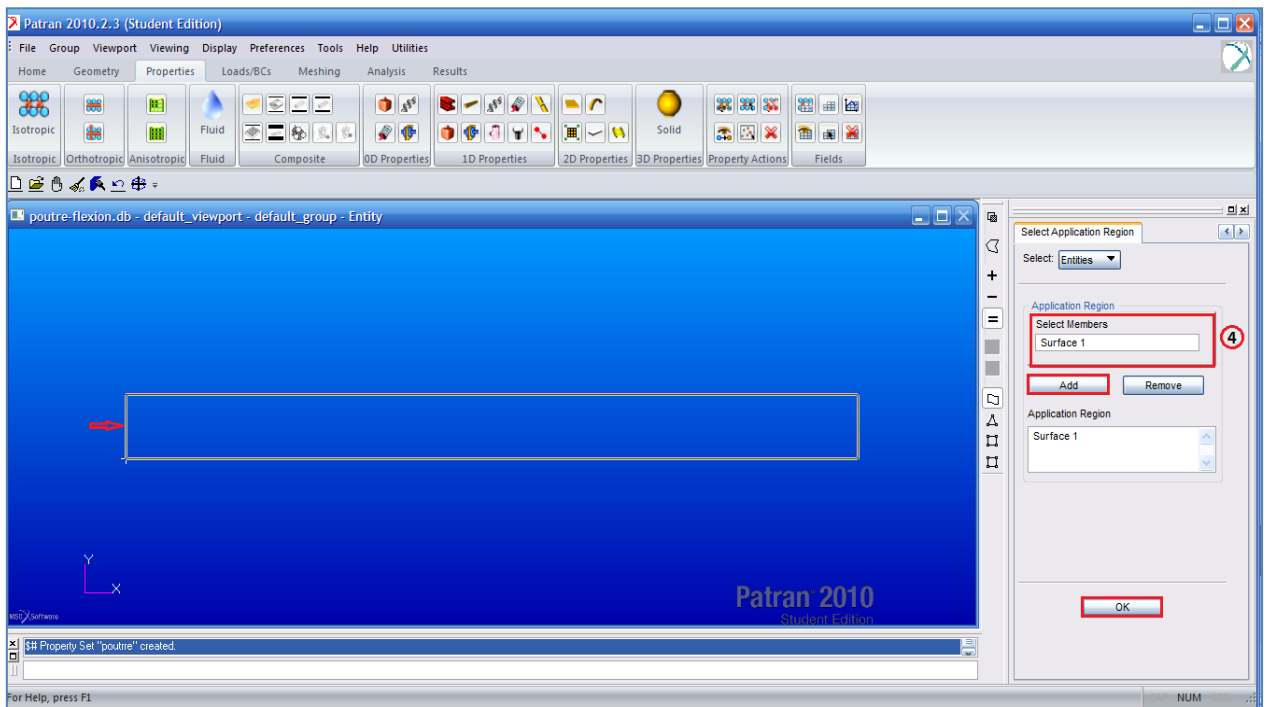 Patran 2010.2.3 (Student Edition)
File Group Viewport Viewing Display Preferences Tools Help Utilities
Home Geometry Properties Loads/BCs Meshing Analysis Results
Isotropic Fluid Solid
Isotropic Orthotropic Anisotropic Fluid Composite 0D Properties 1D Properties 2D Properties 3D Properties Property Actions Fields
poutre-flexion.db - default_viewport - default_group - Entity
Select Application Region
Select: Entities
Application Region
Select Members
Surface 1
4
Add Remove
Application Region
Surface 1
OK
Y
X
MSC Software
Patran 2010
Student Edition
$# Property Set "poutrre" created.
For Help, press F1
NUM